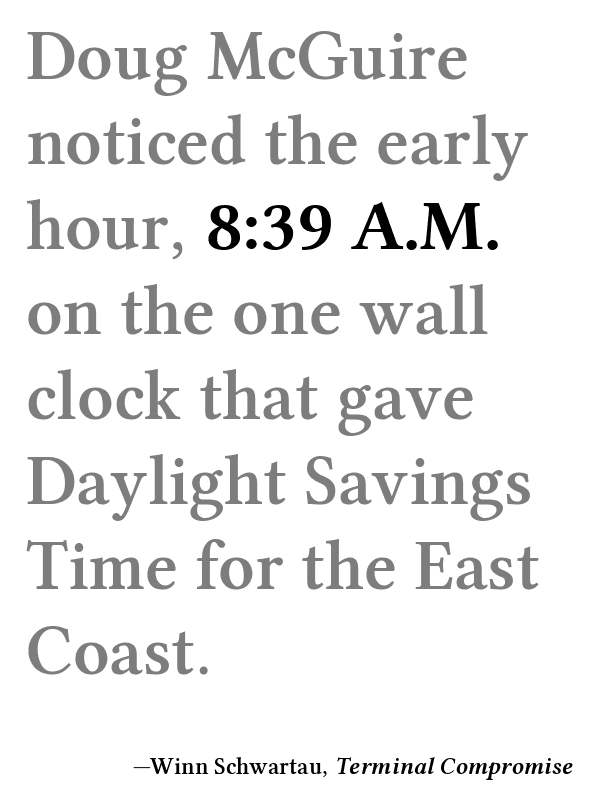 Doug McGuire
noticed the early
hour, 8:39 A.M.
on the one wall
clock that gave
Daylight Savings
Time for the East
Coast.
—Winn Schwartau, Terminal Compromise